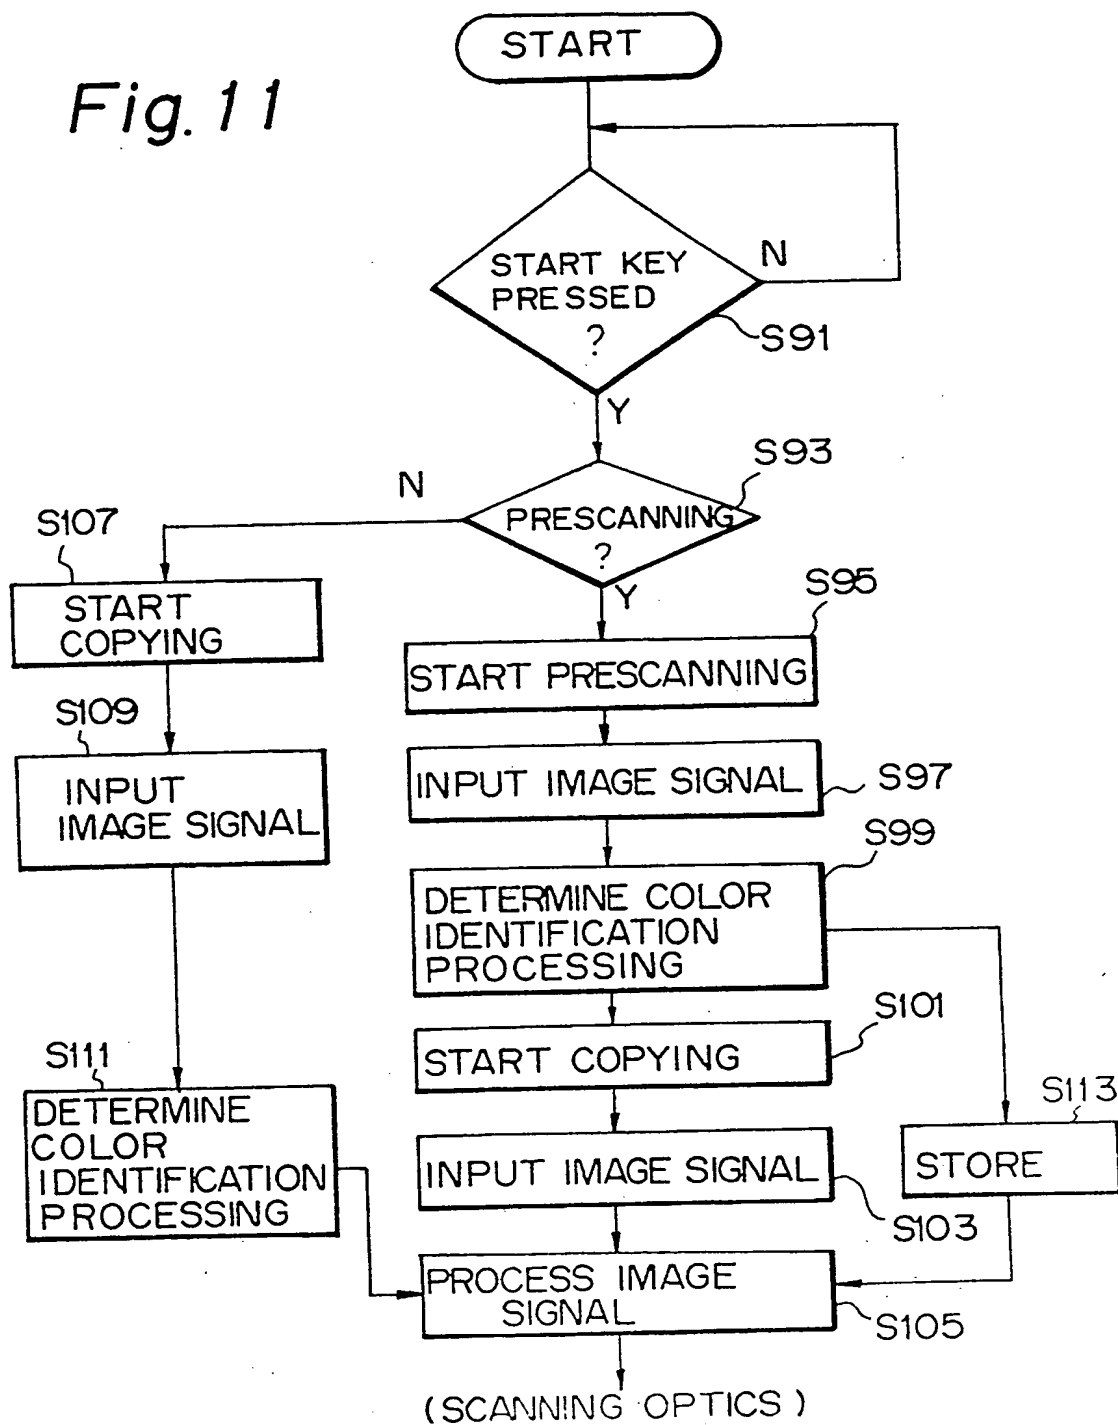 START
Fig. 11
START KEY
PRESSED
?
N
S91
Y
S93
N
PRESCANNING
?
Y
S107
START
COPYING
S95
START PRESCANNING
S109
INPUT
IMAGE SIGNAL
INPUT IMAGE SIGNAL
S97
S99
DETERMINE COLOR
IDENTIFICATION
PROCESSING
S101
START COPYING
S111
DETERMINE
COLOR
IDENTIFICATION
PROCESSING
S113
STORE
INPUT IMAGE SIGNAL
S103
PROCESS IMAGE
SIGNAL
S105
(SCANNING OPTICS)